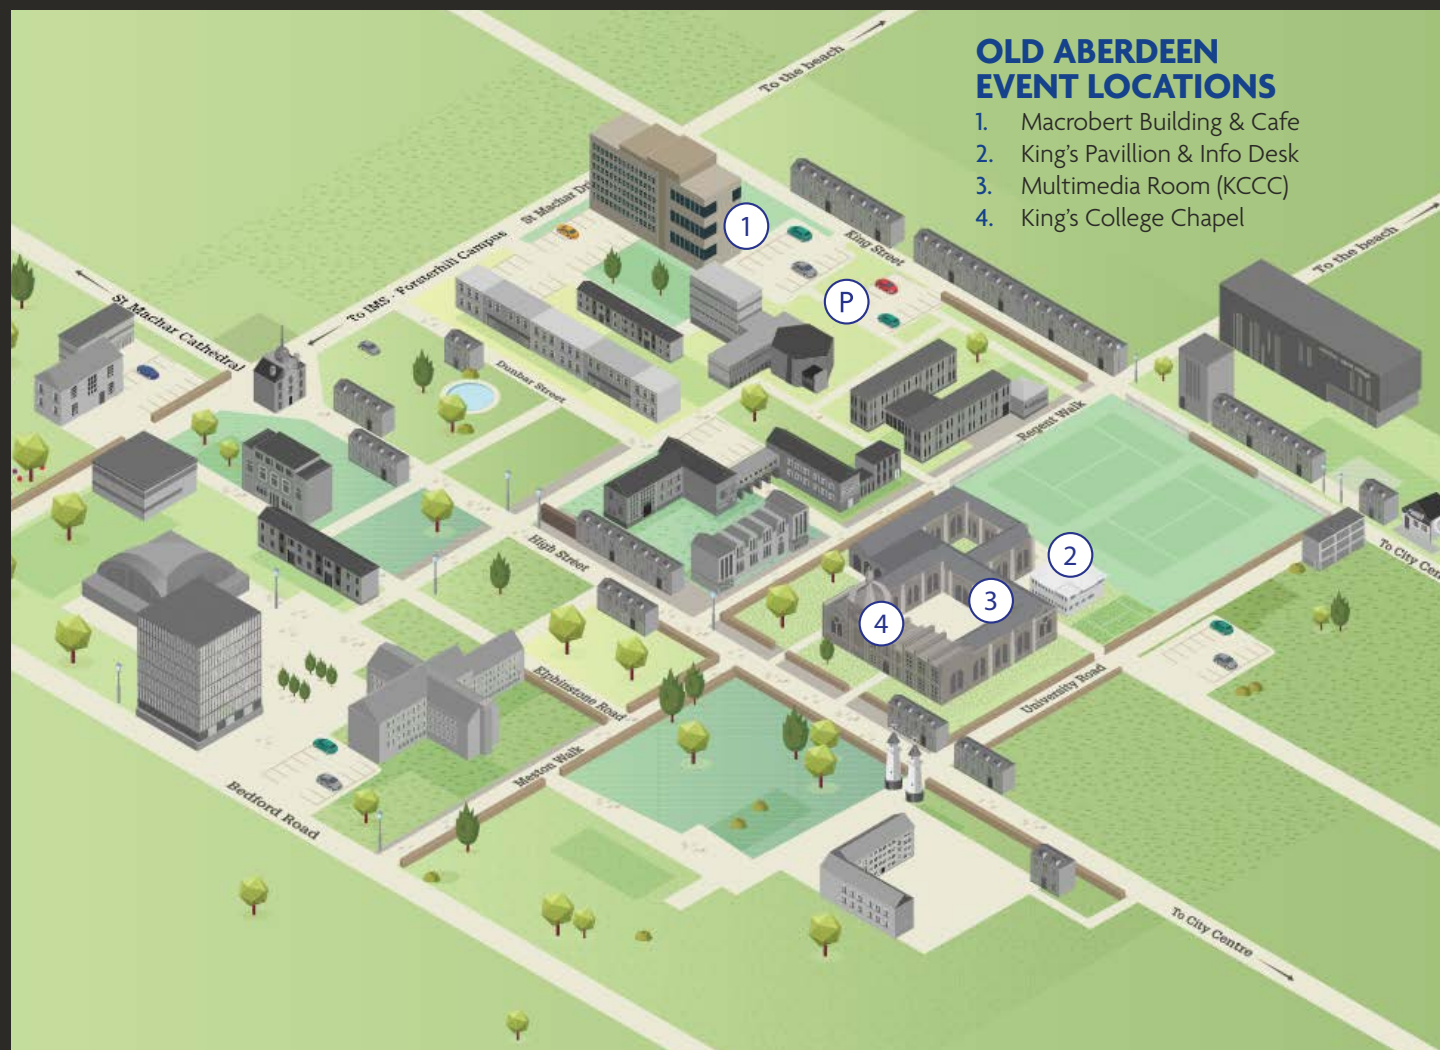 OLD ABERDEEN
EVENT LOCATIONS
1. Macrobert Building & Cafe
2. King's Pavillion & Info Desk
3. Multimedia Room (KCCC)
4. King's College Chapel
To the beach
St Machar Dri
1
King Street
To the beach
To IMS - Forsterhill Campus
P
St Machar Cathedral
Dunbar Street
Regent Walk
High Street
2
To City Cen
3
4
Elphinstone Road
University Road
Meston Walk
Bedford Road
To City Centre